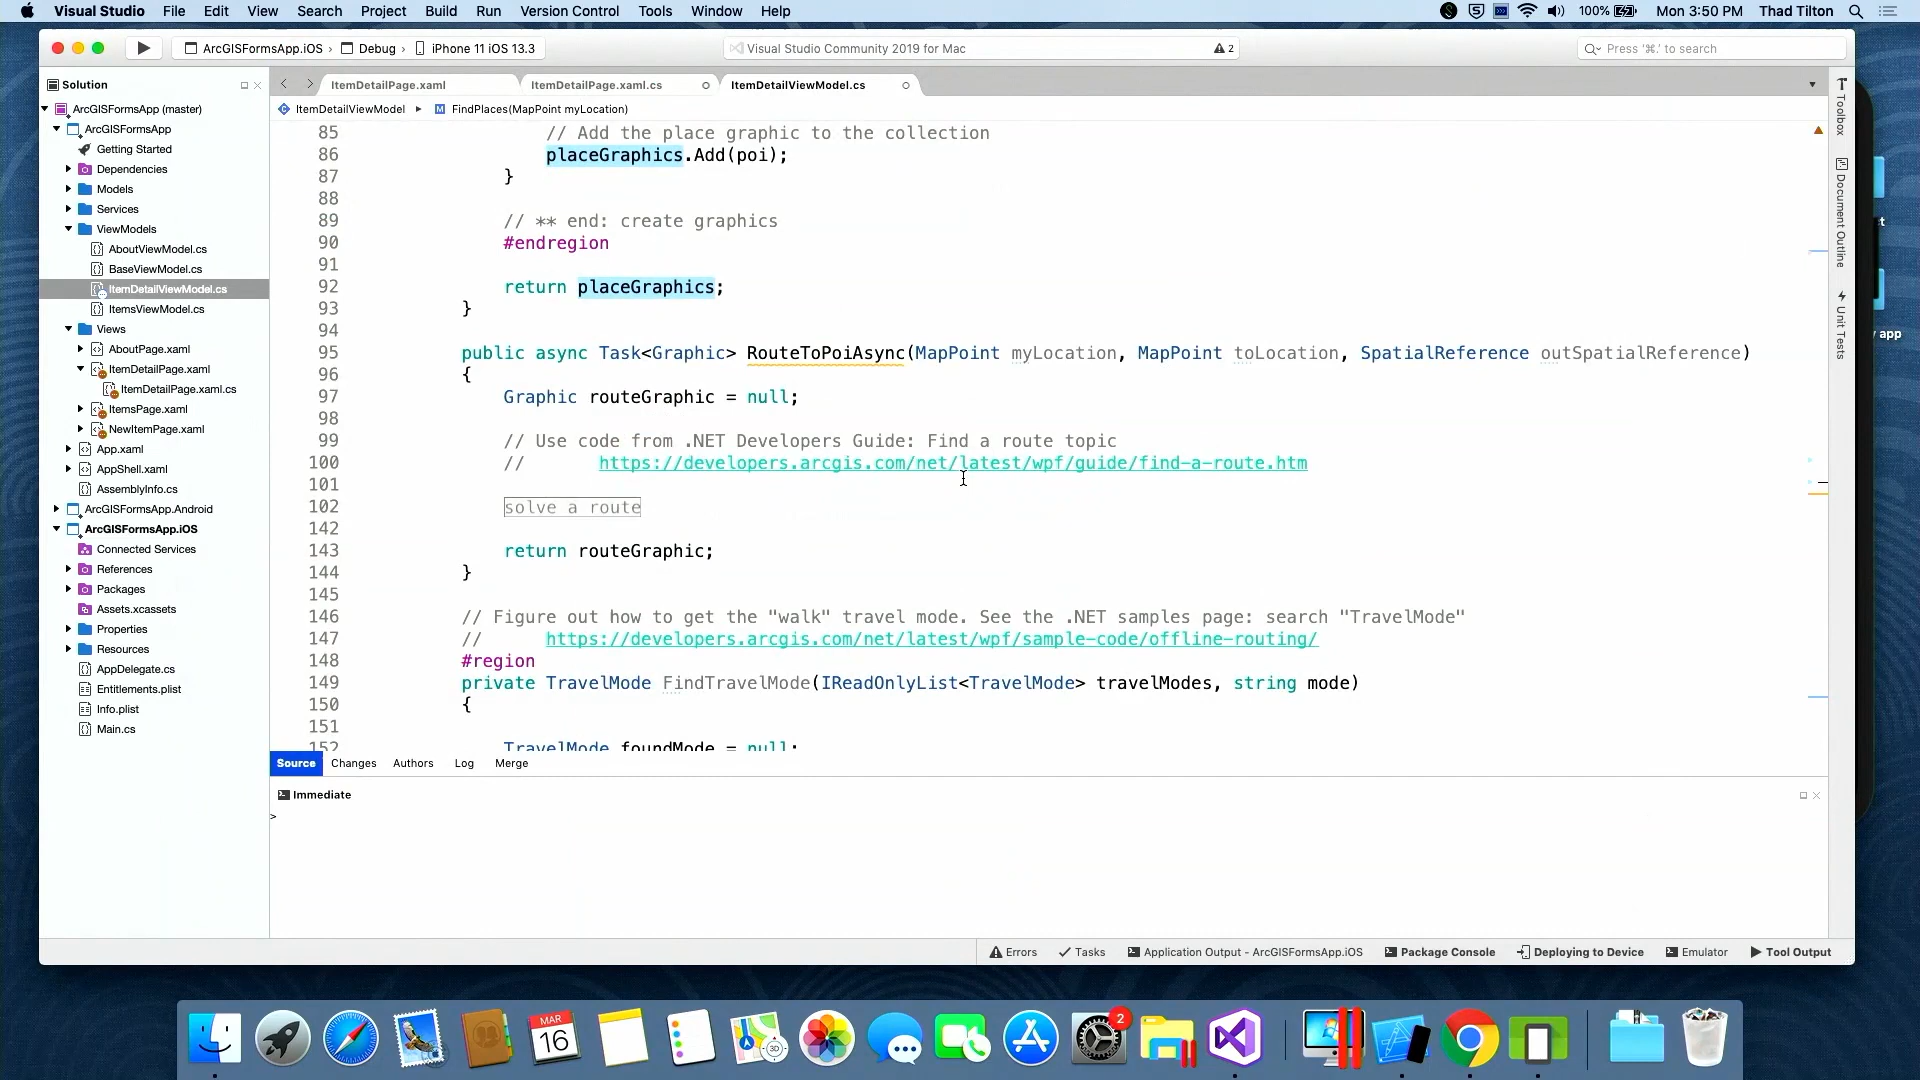 Visual Studio File Edit View Search Project Build Run Version Control Tools Window Help 100% Mon 3:50 PM Thad Tilton
ArcGISFormsApp.iOS › Debug › iPhone 11 iOS 13.3
Visual Studio Community 2019 for Mac
2
Press '⌘.' to search
Solution
ArcGISFormsApp (master)
ArcGISFormsApp
Getting Started
Dependencies
Models
Services
ViewModels
AboutViewModel.cs
BaseViewModel.cs
ItemDetailViewModel.cs
ItemsViewModel.cs
Views
AboutPage.xaml
ItemDetailPage.xaml
ItemDetailPage.xaml.cs
ItemsPage.xaml
NewItemPage.xaml
App.xaml
AppShell.xaml
AssemblyInfo.cs
ArcGISFormsApp.Android
ArcGISFormsApp.iOS
Connected Services
References
Packages
Assets.xcassets
Properties
Resources
AppDelegate.cs
Entitlements.plist
Info.plist
Main.cs
ItemDetailPage.xaml ItemDetailPage.xaml.cs ItemDetailViewModel.cs
ItemDetailViewModel FindPlaces(MapPoint myLocation)
85 // Add the place graphic to the collection
86 placeGraphics.Add(poi);
87 }
88
89 // ** end: create graphics
90 #endregion
91
92 return placeGraphics;
93 }
94
95 public async Task<Graphic> RouteToPoiAsync(MapPoint myLocation, MapPoint toLocation, SpatialReference outSpatialReference)
96 {
97 Graphic routeGraphic = null;
98
99 // Use code from .NET Developers Guide: Find a route topic
100 // https://developers.arcgis.com/net/latest/wpf/guide/find-a-route.htm
101
102 solve a route
142
143 return routeGraphic;
144 }
145
146 // Figure out how to get the "walk" travel mode. See the .NET samples page: search "TravelMode"
147 // https://developers.arcgis.com/net/latest/wpf/sample-code/offline-routing/
148 #region
149 private TravelMode FindTravelMode(IReadOnlyList<TravelMode> travelModes, string mode)
150 {
151
152 TravelMode foundMode = null;
Source Changes Authors Log Merge
Immediate
>
Toolbox
Document Outline
Unit Tests
Errors Tasks Application Output - ArcGISFormsApp.iOS Package Console Deploying to Device Emulator Tool Output
t
y app
MAR
16
3D
2